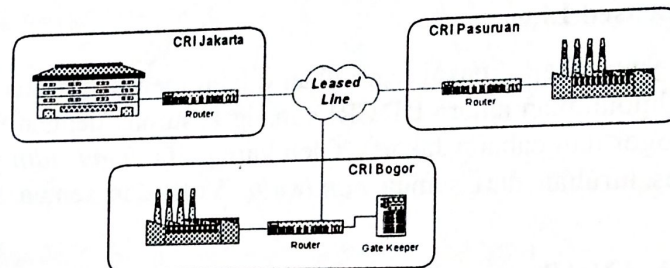 CRI Jakarta
Router
Leased
Line
CRI Pasuruan
Router
CRI Bogor
Router
Gate Keeper